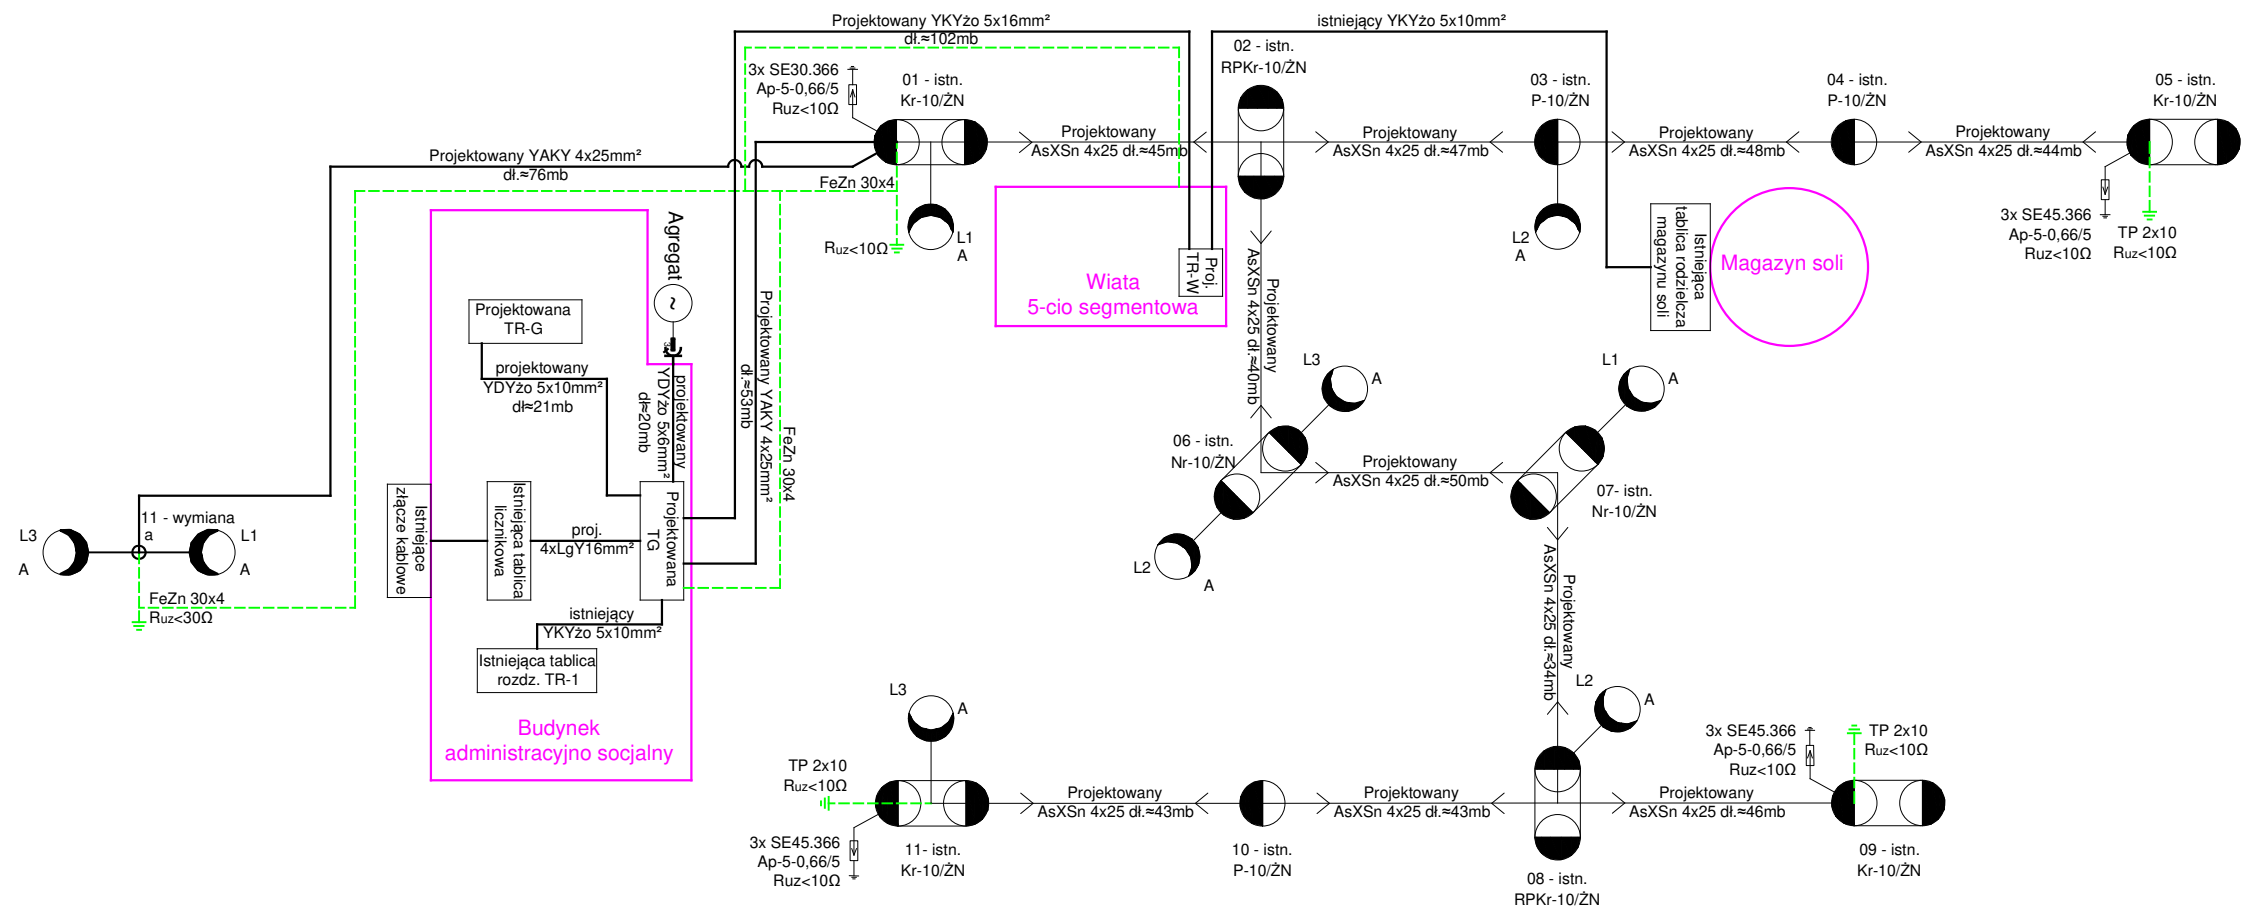 Projektowany YKYżo 5x16mm²
dł.≈102mb
istniejący YKYżo 5x10mm²
3x SE30.366
Ap-5-0,66/5
Ruz<10Ω
01 - istn.
Kr-10/ŻN
02 - istn.
RPKr-10/ŻN
03 - istn.
P-10/ŻN
04 - istn.
P-10/ŻN
05 - istn.
Kr-10/ŻN
Projektowany
AsXSn 4x25 dł.≈45mb
Projektowany
AsXSn 4x25 dł.≈47mb
Projektowany
AsXSn 4x25 dł.≈48mb
Projektowany
AsXSn 4x25 dł.≈44mb
Projektowany YAKY 4x25mm²
dł.≈76mb
FeZn 30x4
Ruz<10Ω
L1
A
L2
A
3x SE45.366
Ap-5-0,66/5
Ruz<10Ω
TP 2x10
Ruz<10Ω
Agregat
~
Wiata
5-cio segmentowa
Proj.
TR-W
Istniejąca
tablica rodzielcza
magazynu soli
Magazyn soli
Projektowany
AsXSn 4x25 dł.≈40mb
Projektowana
TR-G
projektowany
YDYżo 5x10mm²
dł≈21mb
projektowany
YDYżo 5x6mm²
dł≈20mb
Projektowany YAKY 4x25mm²
dł.≈53mb
FeZn 30x4
L3
A
L1
A
06 - istn.
Nr-10/ŻN
Projektowany
AsXSn 4x25 dł.≈50mb
07- istn.
Nr-10/ŻN
L2
A
11 - wymiana
a
L3
A
L1
A
FeZn 30x4
Ruz<30Ω
Istniejące
złącze kablowe
Istniejąca tablica
licznikowa
proj.
4xLgY16mm²
Projektowana
TG
istniejący
YKYżo 5x10mm²
Istniejąca tablica
rozdz. TR-1
Budynek
administracyjno socjalny
Projektowany
AsXSn 4x25 dł.≈34mb
L3
A
L2
A
TP 2x10
Ruz<10Ω
3x SE45.366
Ap-5-0,66/5
Ruz<10Ω
11- istn.
Kr-10/ŻN
Projektowany
AsXSn 4x25 dł.≈43mb
10 - istn.
P-10/ŻN
Projektowany
AsXSn 4x25 dł.≈43mb
08 - istn.
RPKr-10/ŻN
Projektowany
AsXSn 4x25 dł.≈46mb
3x SE45.366
Ap-5-0,66/5
Ruz<10Ω
TP 2x10
Ruz<10Ω
09 - istn.
Kr-10/ŻN